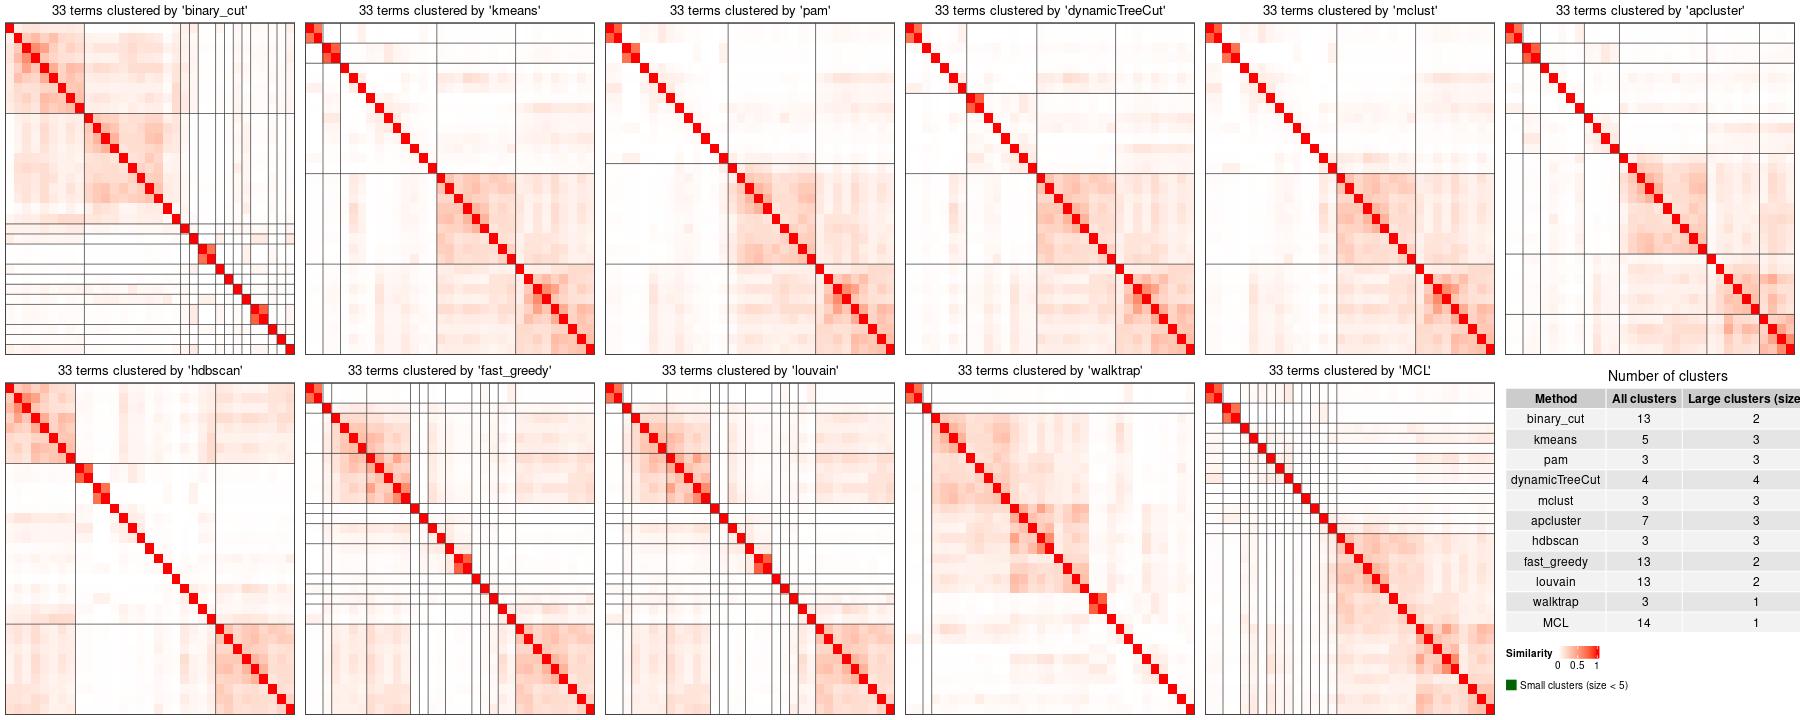 33 terms clustered by 'binary_cut'
33 terms clustered by 'kmeans'
33 terms clustered by 'pam'
33 terms clustered by 'dynamicTreeCut'
33 terms clustered by 'mclust'
33 terms clustered by 'apcluster'
33 terms clustered by 'hdbscan'
33 terms clustered by 'fast_greedy'
33 terms clustered by 'louvain'
33 terms clustered by 'walktrap'
33 terms clustered by 'MCL'
Number of clusters
Method All clusters Large clusters (size
binary_cut 13 2
kmeans 5 3
pam 3 3
dynamicTreeCut 4 4
mclust 3 3
apcluster 7 3
hdbscan 3 3
fast_greedy 13 2
louvain 13 2
walktrap 3 1
MCL 14 1
Similarity
0 0.5 1
Small clusters (size < 5)